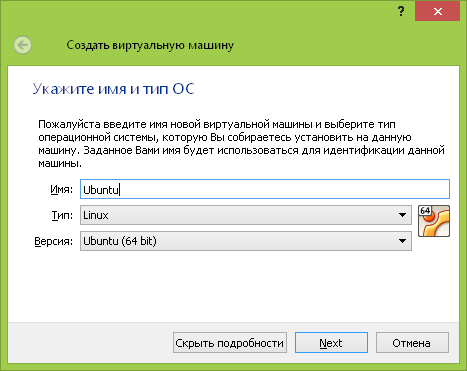 ?
Создать виртуальную машину
Укажите имя и тип ОС
Пожалуйста введите имя новой виртуальной машины и выберите тип
операционной системы, которую Вы собираетесь установить на данную
машину. Заданное Вами имя будет использоваться для идентификации данной
машины.
Имя: Ubuntu
Тип: Linux
64
Версия: Ubuntu (64 bit)
Скрыть подробности Next Отмена